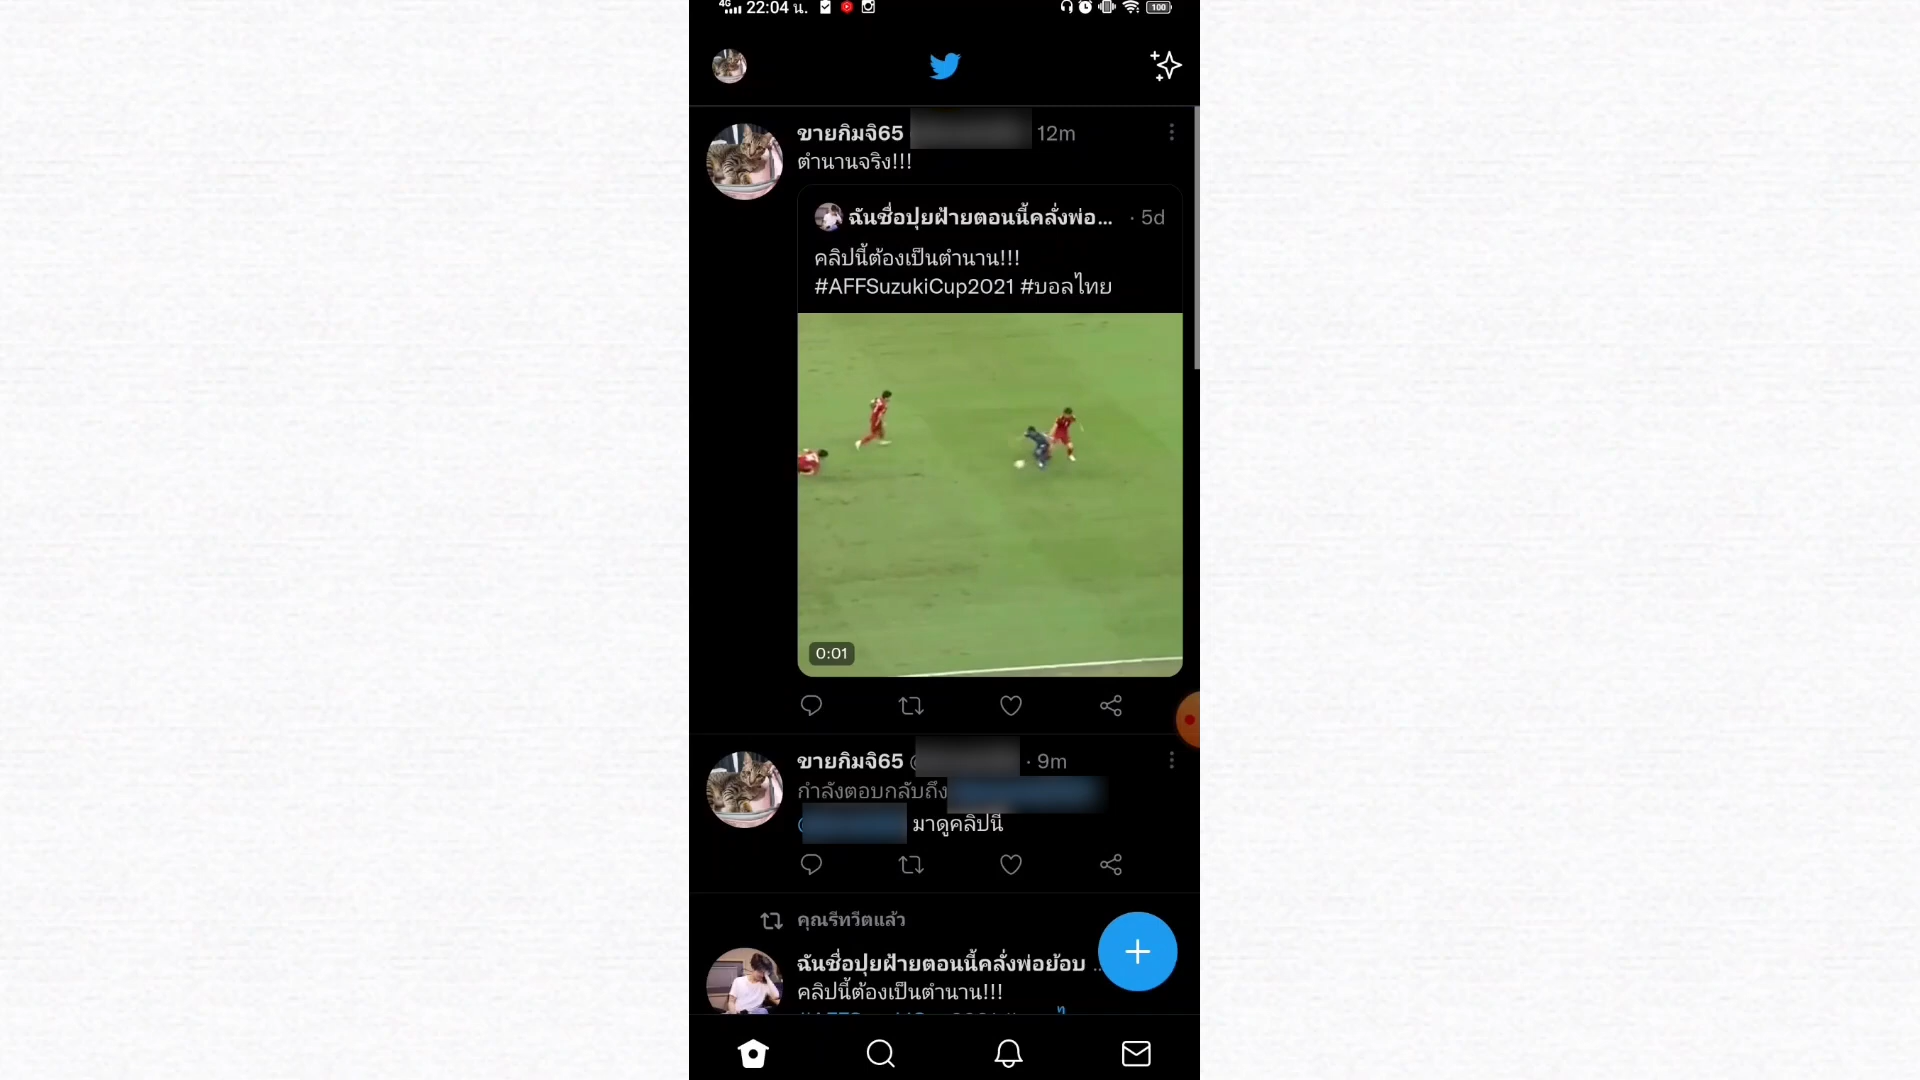 4G 22:04 น. 100
ขายกิมจิ65 12m
ตำนานจริง!!!
ฉันชื่อปุยฝ้ายตอนนี้คลั่งพ่อ... · 5d
คลิปนี้ต้องเป็นตำนาน!!!
#AFFSuzukiCup2021 #บอลไทย
0:01
ขายกิมจิ65 @ · 9m
กำลังตอบกลับถึง
@ มาดูคลิปนี้
คุณรีทวีตแล้ว
ฉันชื่อปุยฝ้ายตอนนี้คลั่งพ่อย้อบ ...
คลิปนี้ต้องเป็นตำนาน!!!